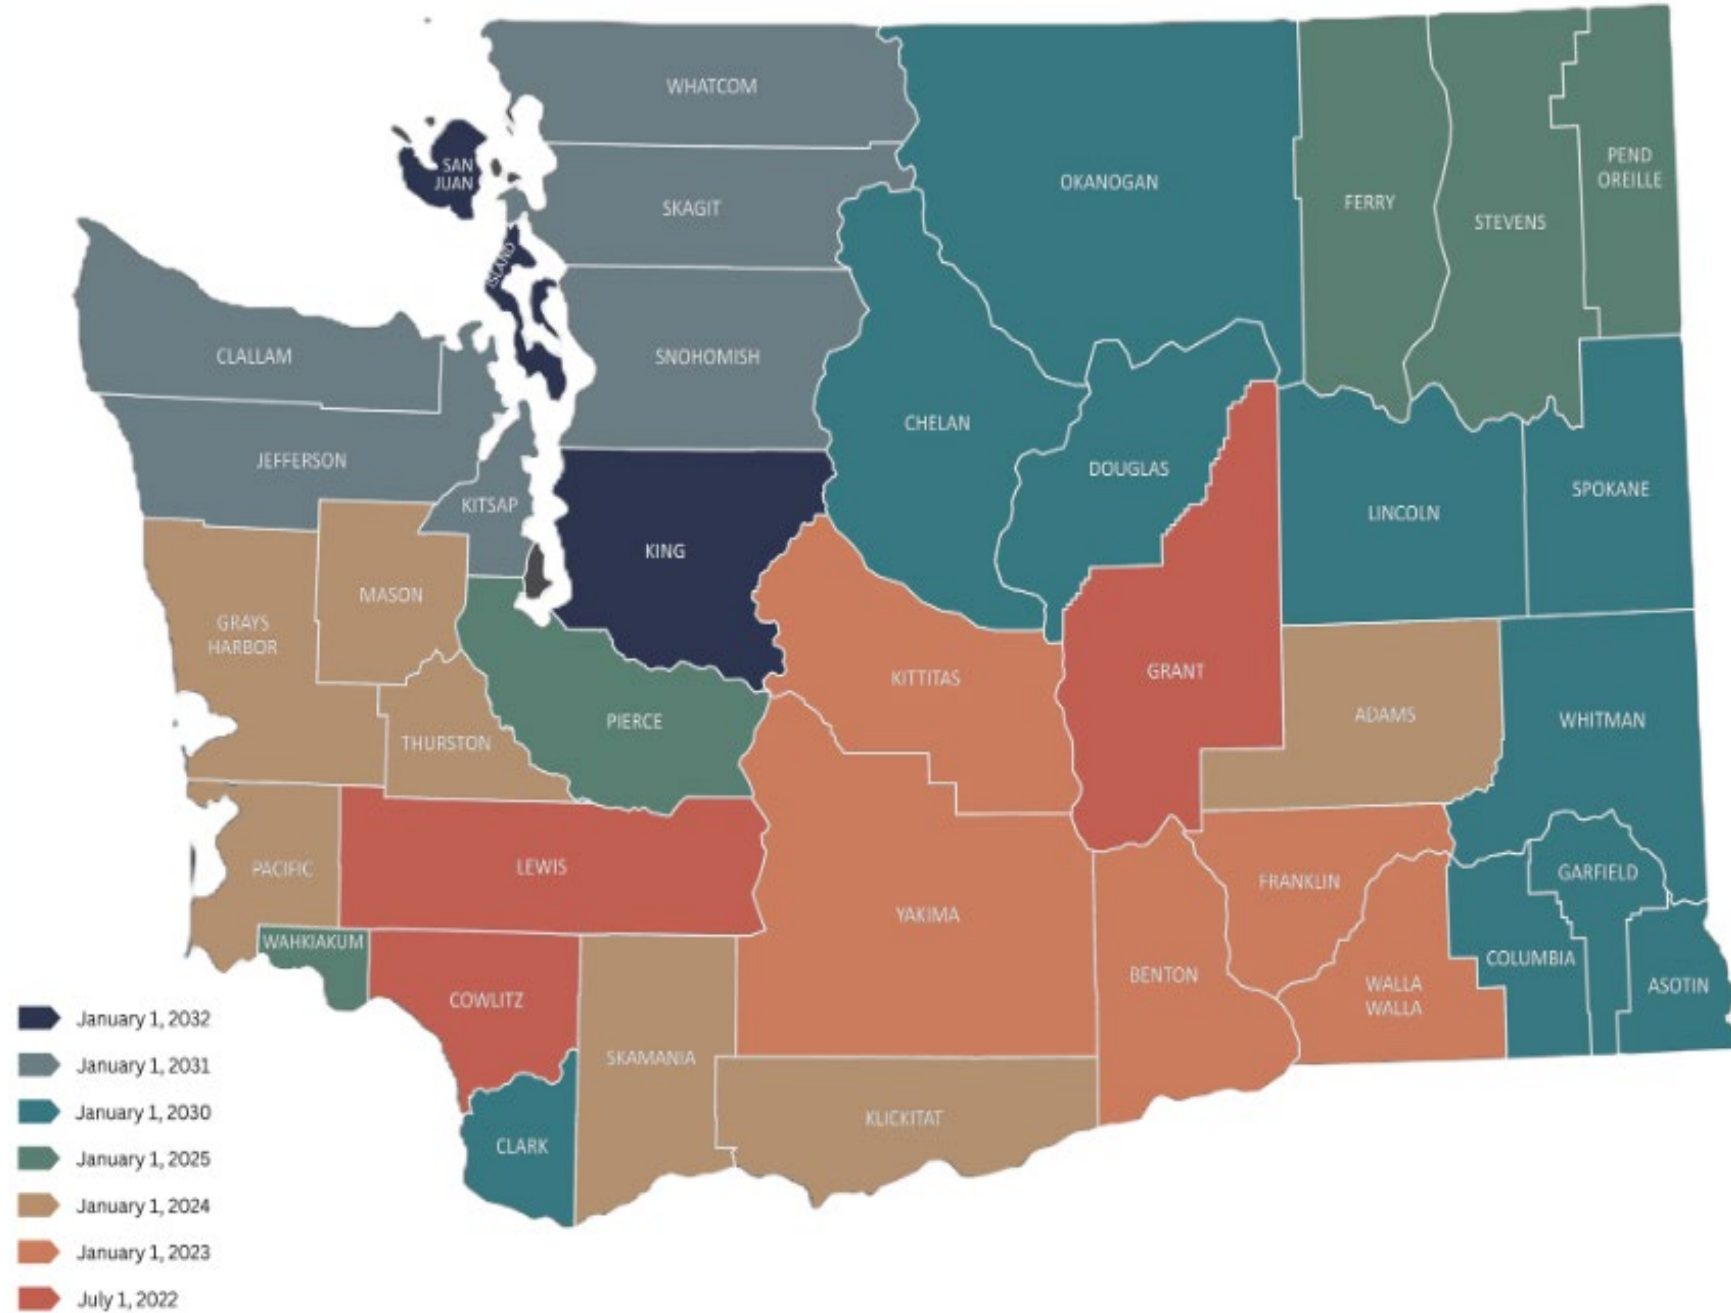 WHATCOM
SAN
JUAN
SKAGIT
ISLAND
OKANOGAN
FERRY
STEVENS
PEND
OREILLE
CLALLAM
SNOHOMISH
JEFFERSON
KITSAP
CHELAN
DOUGLAS
LINCOLN
SPOKANE
KING
MASON
GRAYS
HARBOR
KITTITAS
GRANT
ADAMS
WHITMAN
PIERCE
THURSTON
PACIFIC
LEWIS
YAKIMA
FRANKLIN
GARFIELD
WAHKIAKUM
COWLITZ
BENTON
WALLA
WALLA
COLUMBIA
ASOTIN
SKAMANIA
KLICKITAT
CLARK
January 1, 2032
January 1, 2031
January 1, 2030
January 1, 2025
January 1, 2024
January 1, 2023
July 1, 2022